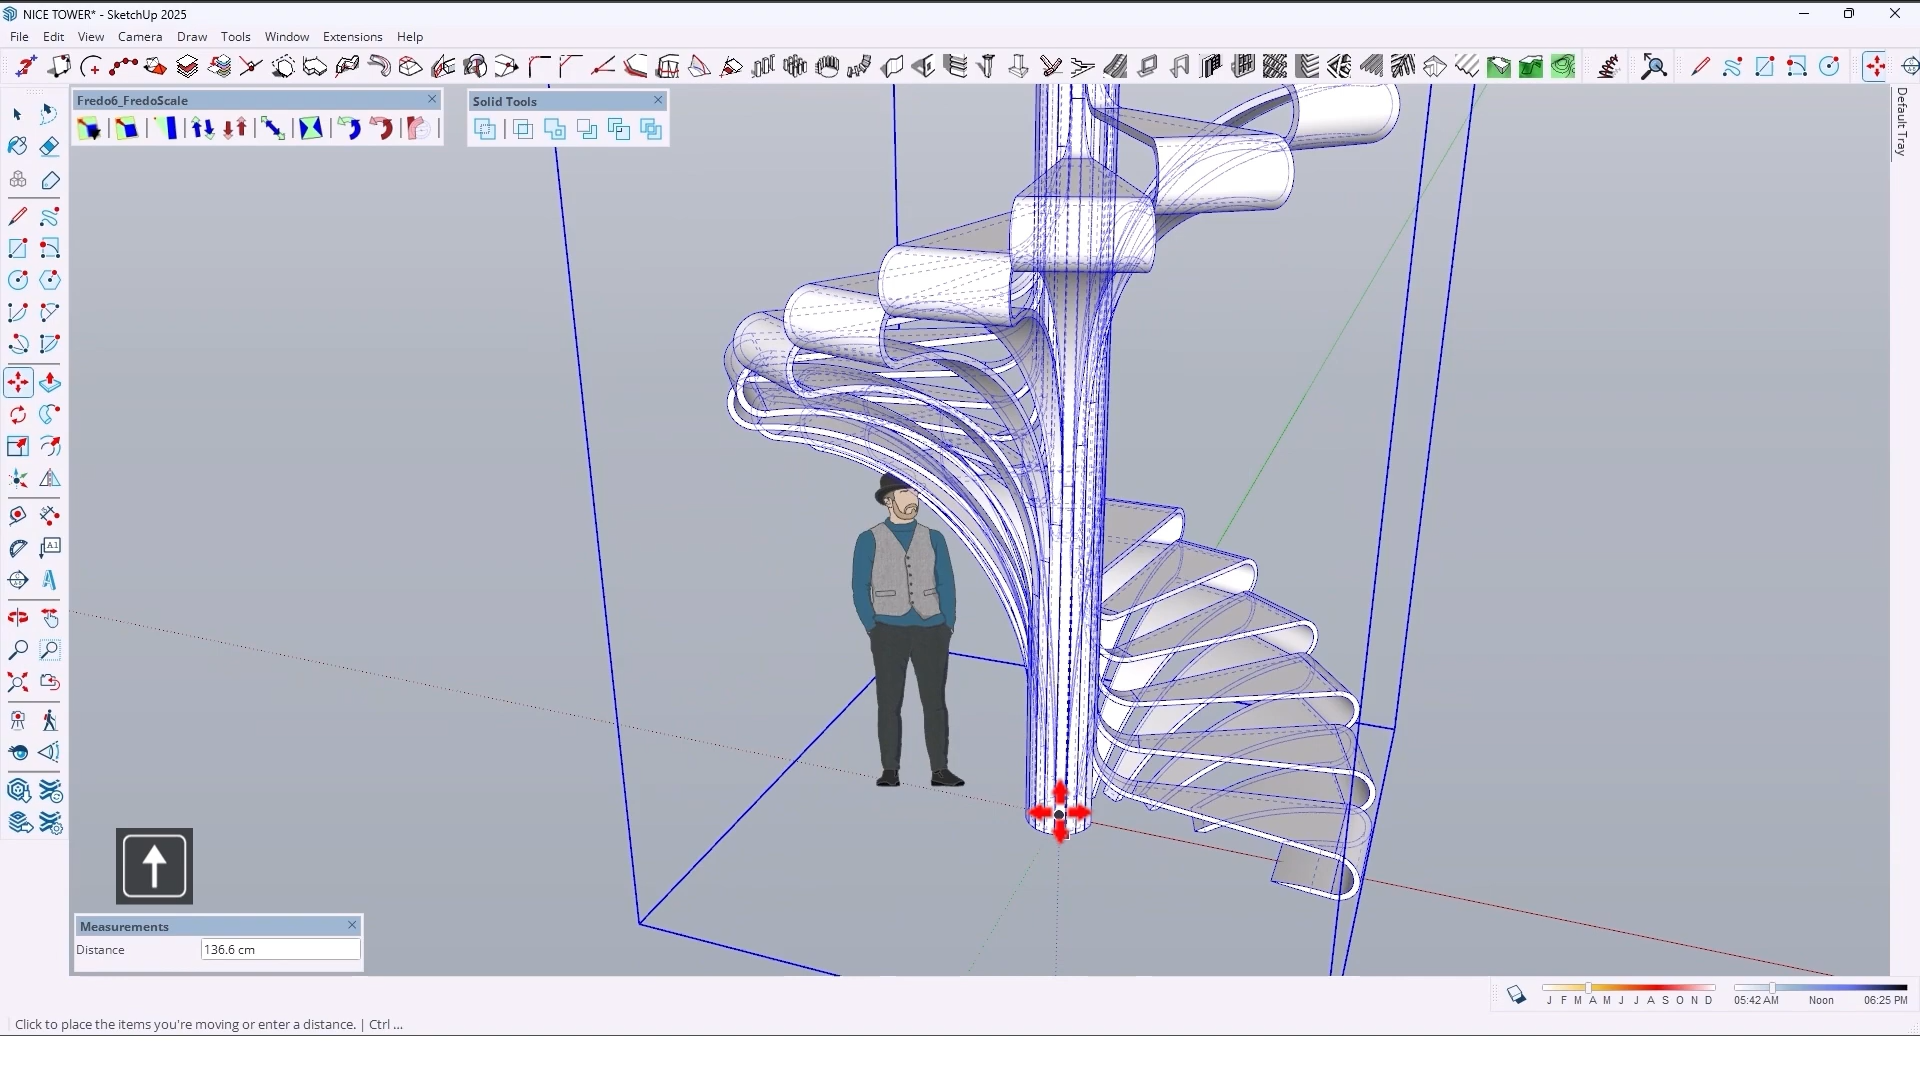 NICE TOWER* - SketchUp 2025
File Edit View Camera Draw Tools Window Extensions Help
Fredo6_FredoScale
Solid Tools
Default Tray
A1
Measurements
Distance 136.6 cm
J F M A M J J A S O N D
05:42 AM Noon 06:25 PM
Click to place the items you're moving or enter a distance. | Ctrl ...